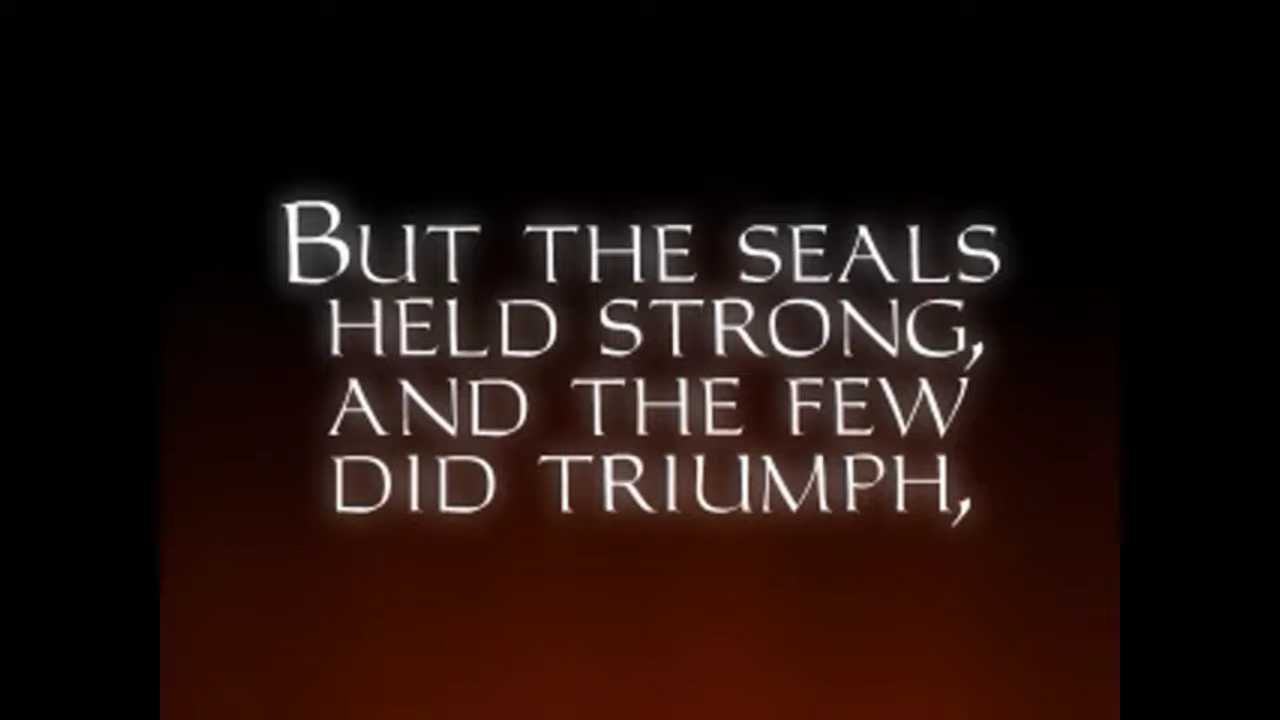 But the seals
held strong,
and the few
did triumph,